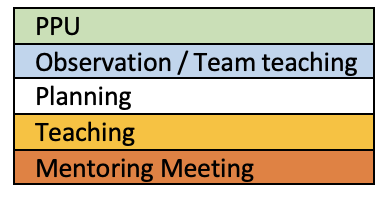 PPU
Observation / Team teaching
Planning
Teaching
Mentoring Meeting